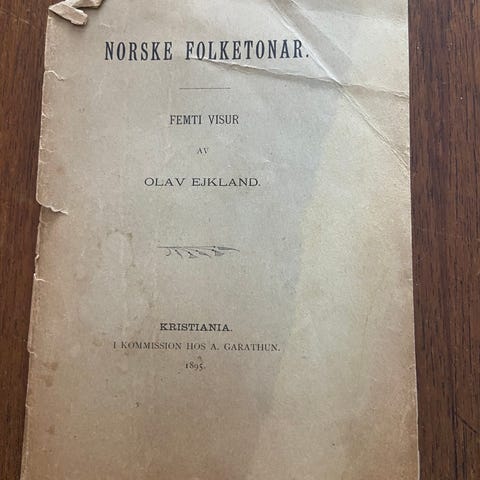 NORSKE FOLKETONAR.
FEMTI VISUR
AV
OLAV EJKLAND.
KRISTIANIA.
I KOMMISSION HOS A. GARATHUN.
1895.